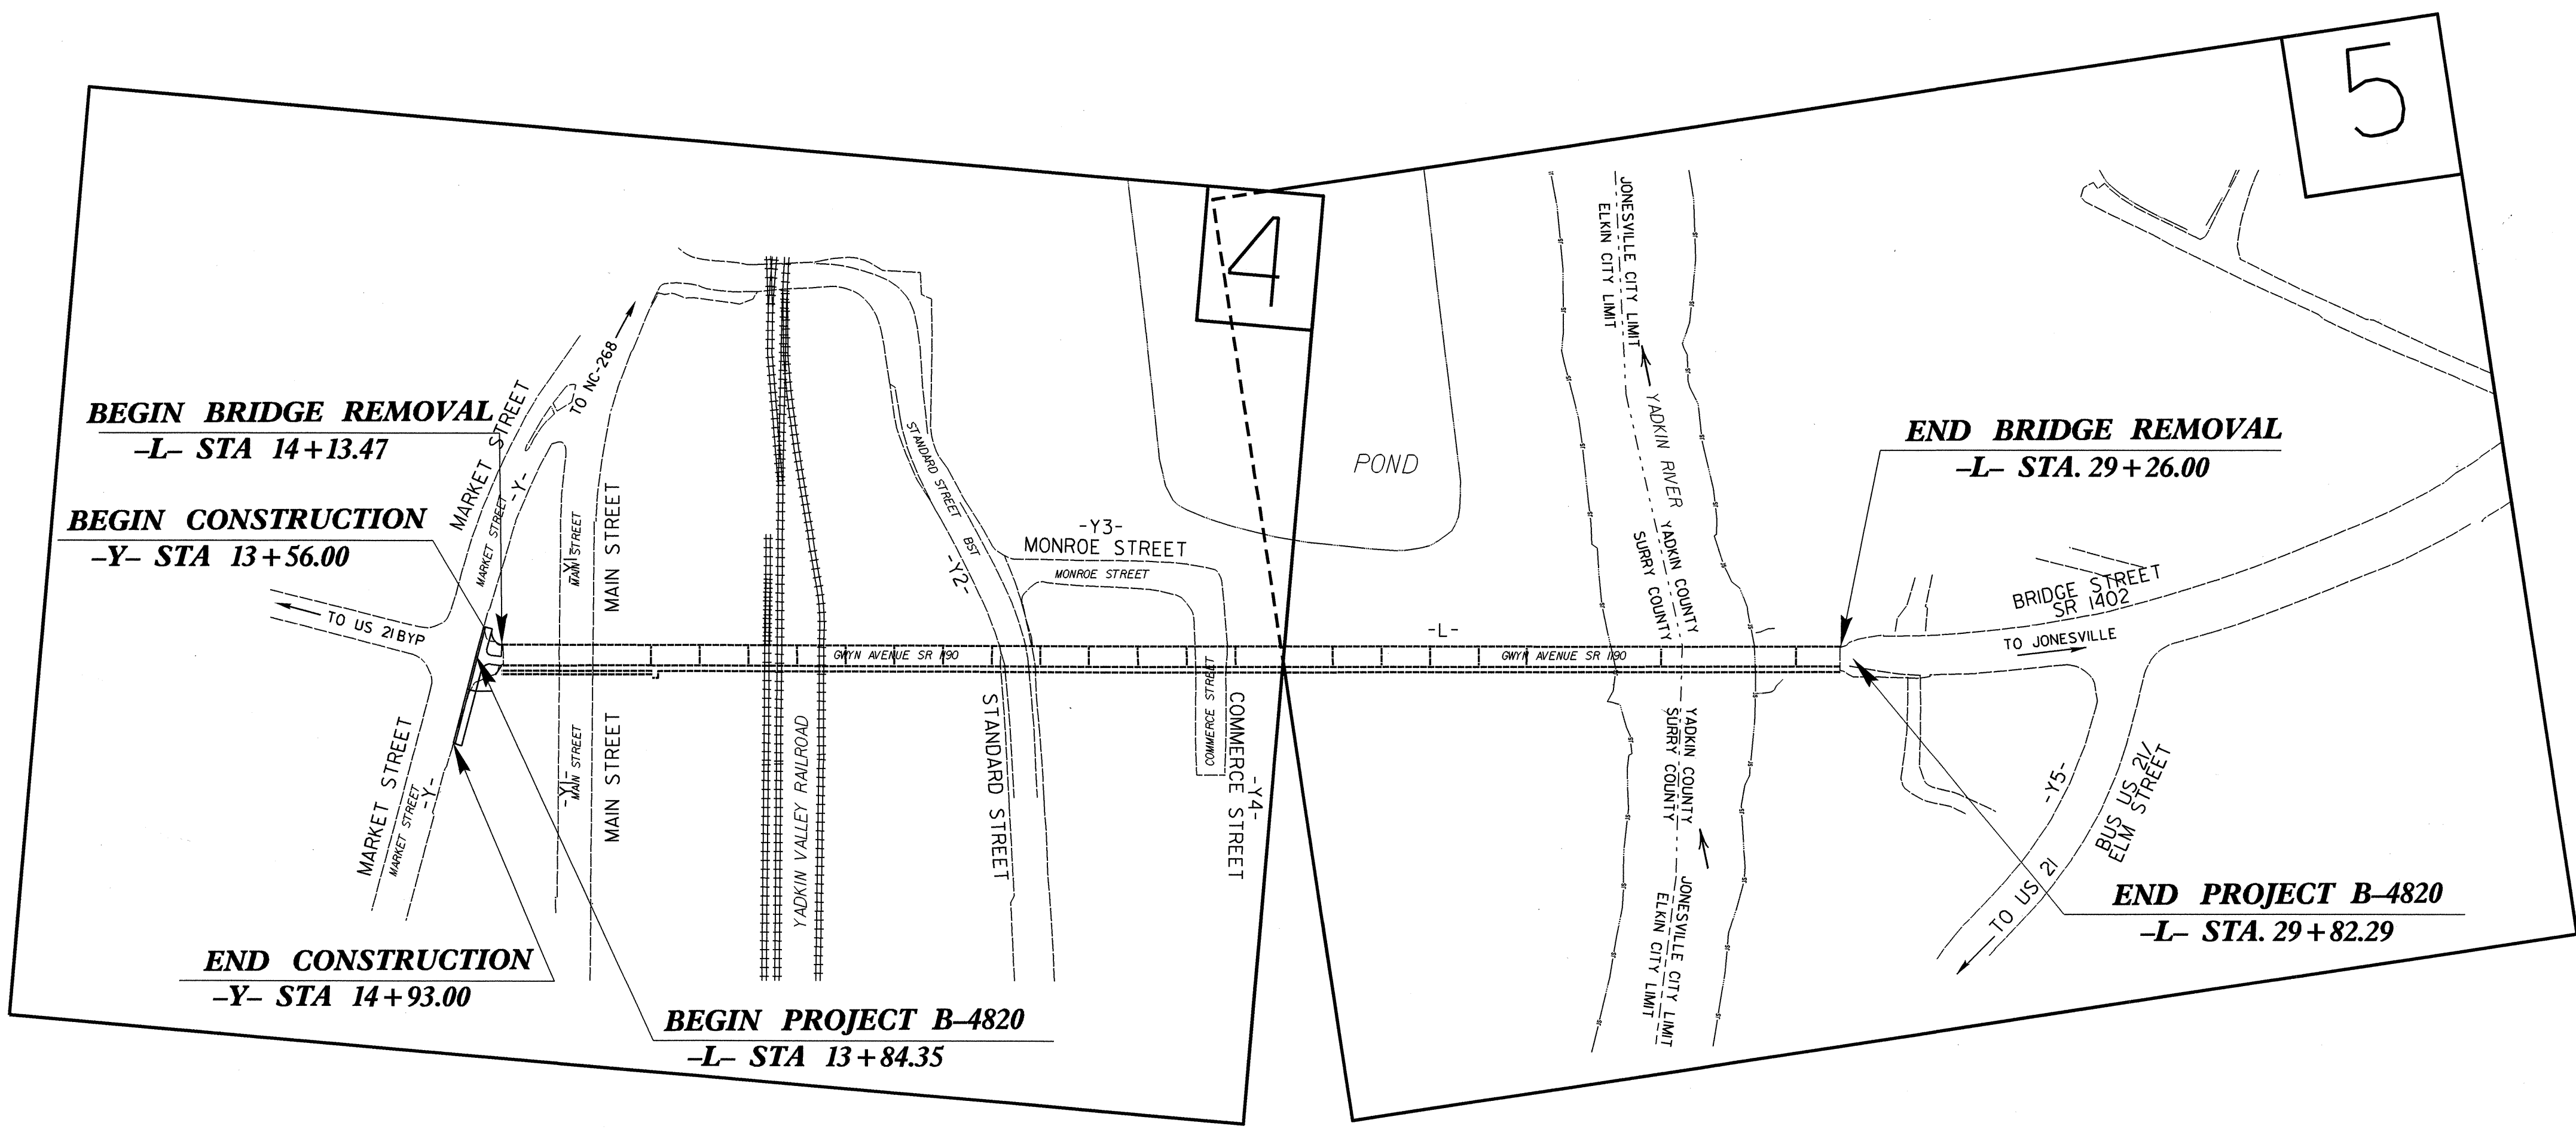 5
4
BEGIN BRIDGE REMOVAL
-L- STA 14+13.47
BEGIN CONSTRUCTION
-Y- STA 13+56.00
MARKET STREET
MARKET STREET
-Y-
TO NC-268
TO US 21 BYP
MAIN STREET
MAIN STREET
STANDARD STREET
BST
-Y2-
-Y3-
MONROE STREET
MONROE STREET
GWYN AVENUE SR 1190
-L-
GWYN AVENUE SR 1190
POND
JONESVILLE CITY LIMIT
ELKIN CITY LIMIT
YADKIN RIVER
YADKIN COUNTY
SURRY COUNTY
END BRIDGE REMOVAL
-L- STA. 29+26.00
BRIDGE STREET
SR 1402
TO JONESVILLE
MARKET STREET
MARKET STREET
-Y-
-Y1-
MAIN STREET
MAIN STREET
YADKIN VALLEY RAILROAD
STANDARD STREET
COMMERCE STREET
COMMERCE STREET
-Y4-
YADKIN COUNTY
SURRY COUNTY
JONESVILLE CITY LIMIT
ELKIN CITY LIMIT
-Y5-
BUS US 21/
ELM STREET
TO US 21
END PROJECT B-4820
-L- STA. 29+82.29
END CONSTRUCTION
-Y- STA 14+93.00
BEGIN PROJECT B-4820
-L- STA 13+84.35